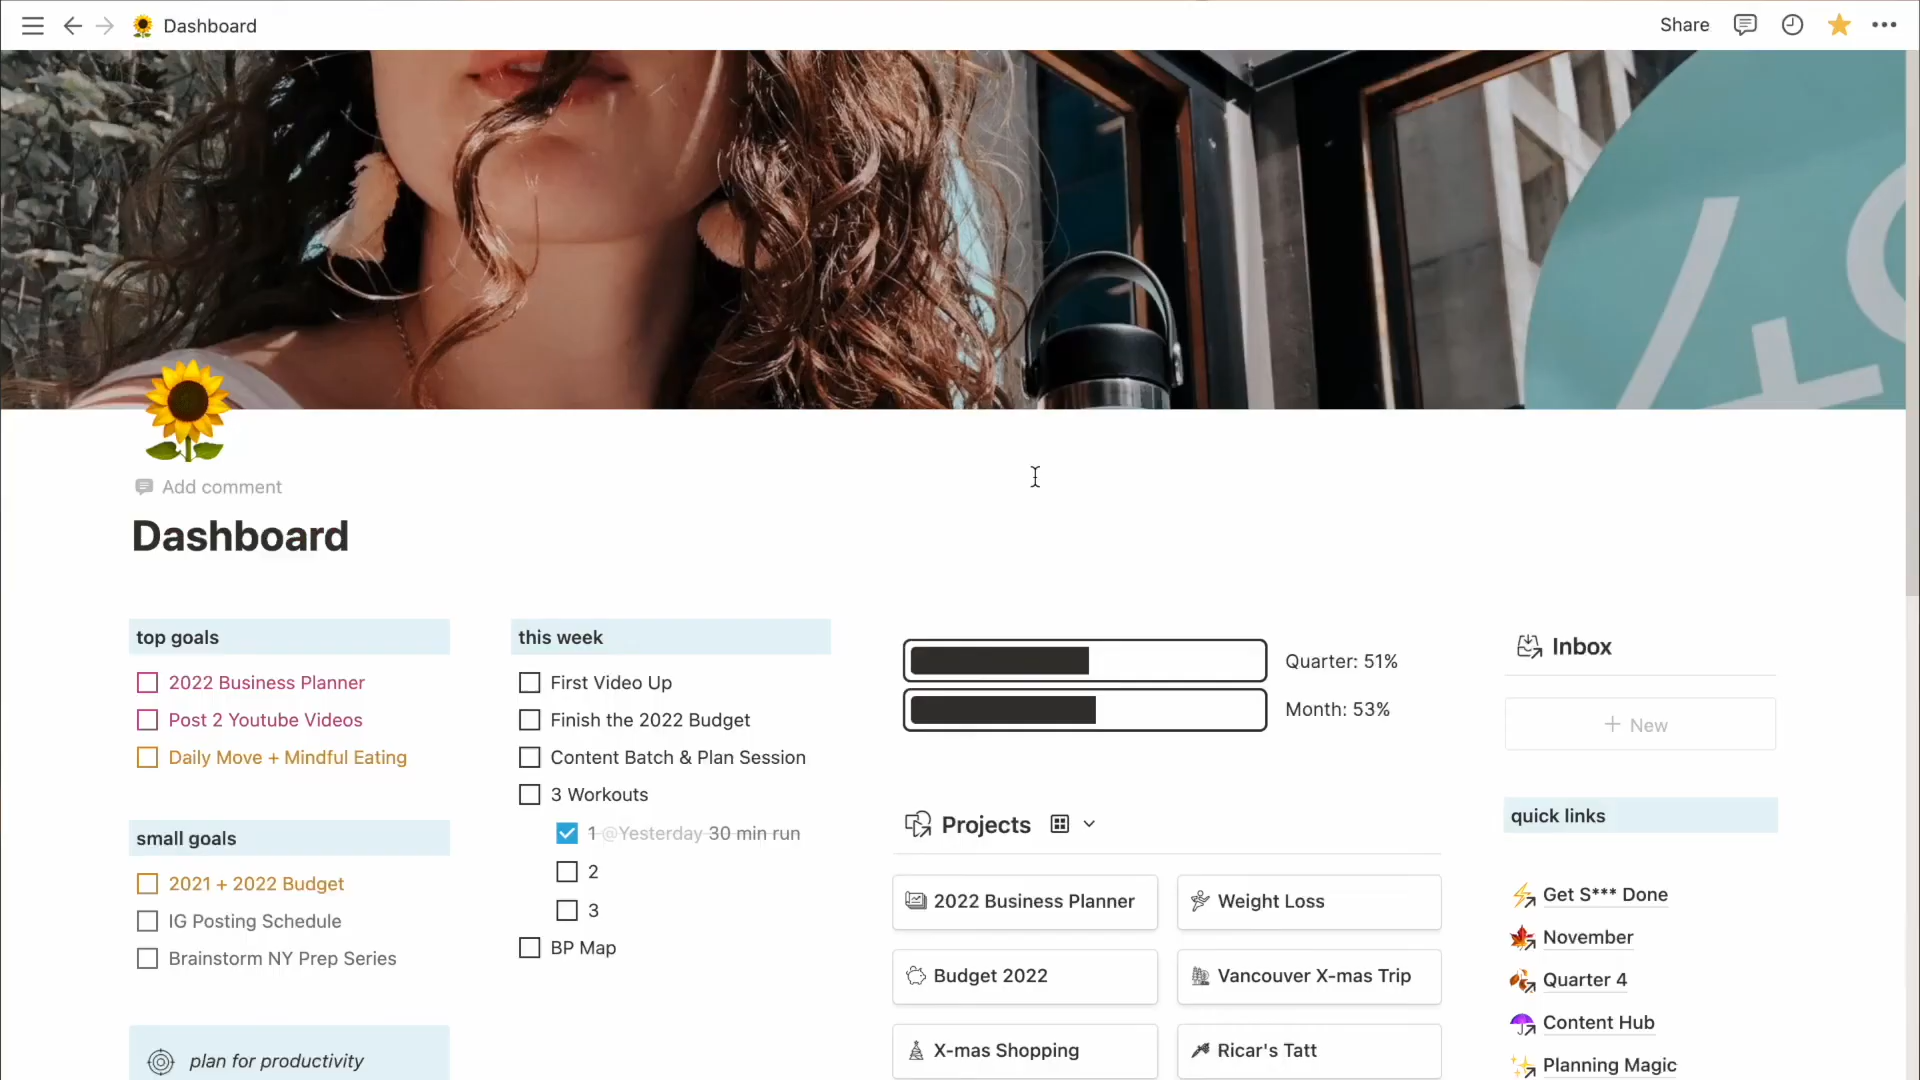 Dashboard
Share
Add comment
Dashboard
top goals
2022 Business Planner
Post 2 Youtube Videos
Daily Move + Mindful Eating
small goals
2021 + 2022 Budget
IG Posting Schedule
Brainstorm NY Prep Series
plan for productivity
this week
First Video Up
Finish the 2022 Budget
Content Batch & Plan Session
3 Workouts
1 @Yesterday 30 min run
2
3
BP Map
Quarter: 51%
Month: 53%
Projects
2022 Business Planner
Weight Loss
Budget 2022
Vancouver X-mas Trip
X-mas Shopping
Ricar's Tatt
Inbox
+ New
quick links
Get S*** Done
November
Quarter 4
Content Hub
Planning Magic